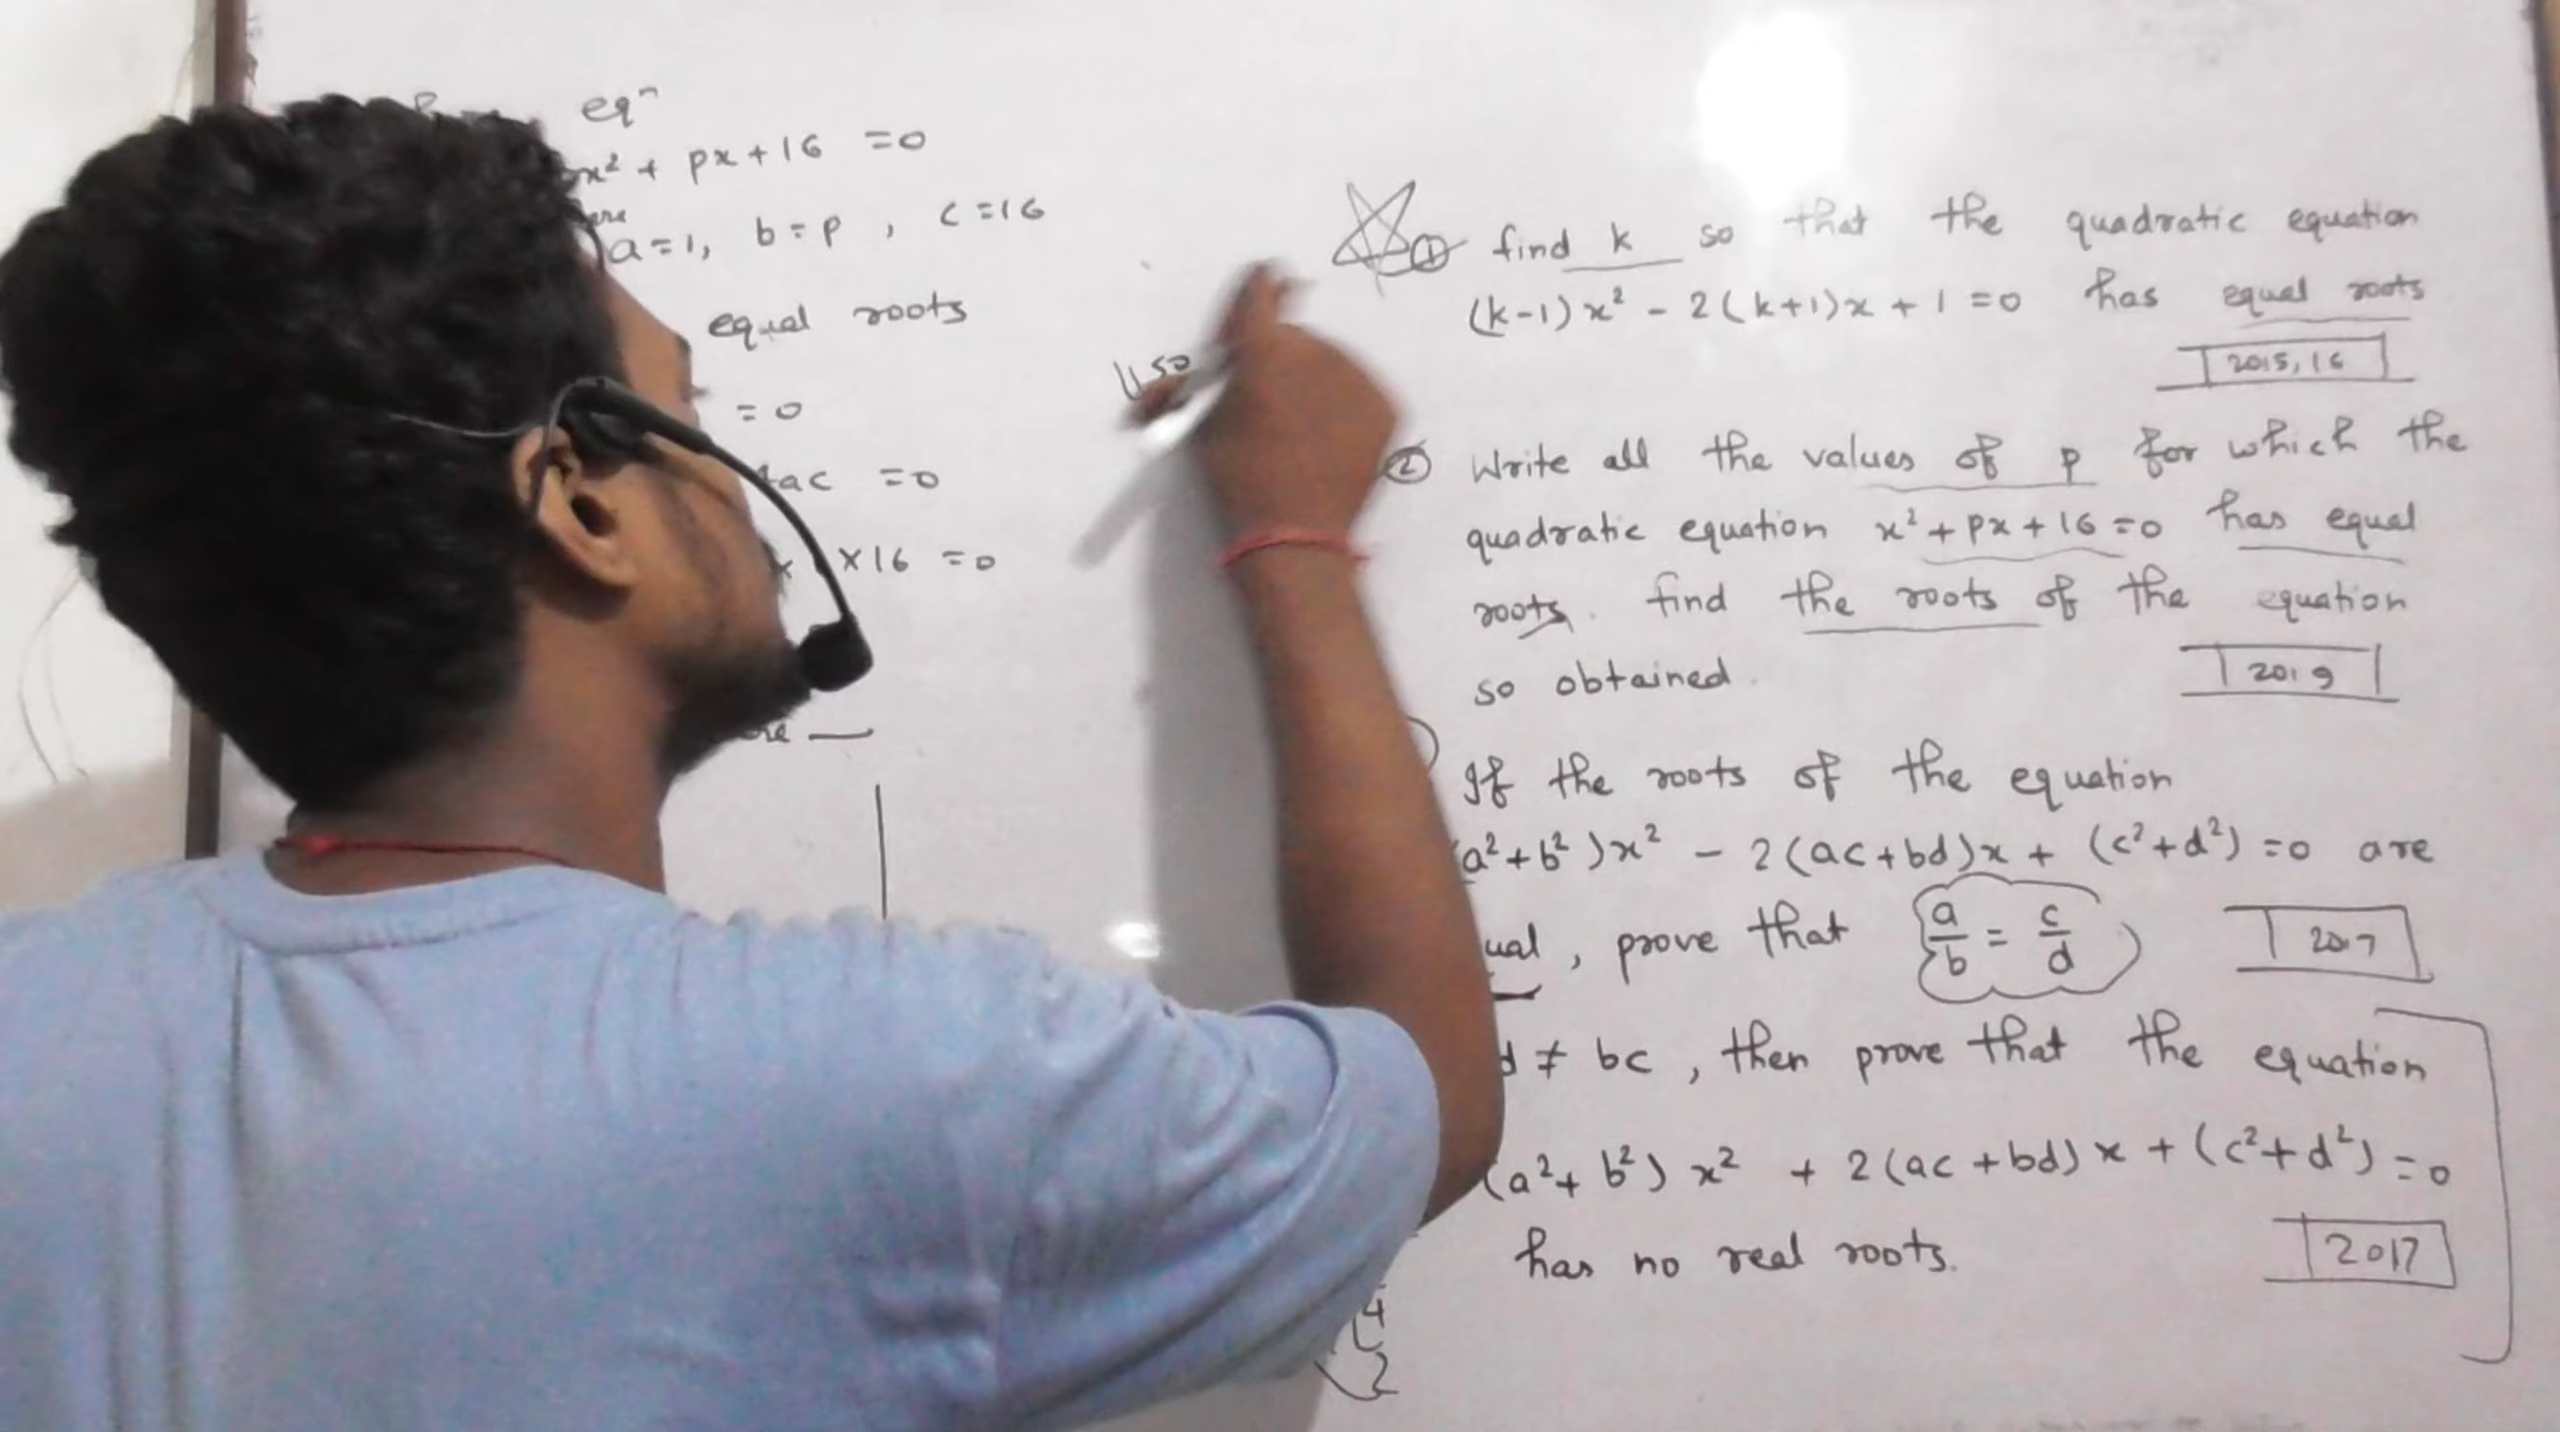 eqⁿ
x² + px + 16 = 0
a = 1, b = p, c = 16
equal roots
= 0
4ac = 0
× 16 = 0
so
① find k so that the quadratic equation
(k-1)x² - 2(k+1)x + 1 = 0 has equal roots
2015, 16
② Write all the values of p for which the
quadratic equation x² + px + 16 = 0 has equal
roots. find the roots of the equation
so obtained.
2019
If the roots of the equation
a² + b²)x² - 2(ac + bd)x + (c² + d²) = 0 are
ual, prove that a/b = c/d
2017
d ≠ bc, then prove that the equation
(a² + b²) x² + 2(ac + bd) x + (c² + d²) = 0
has no real roots.
2017
4
2